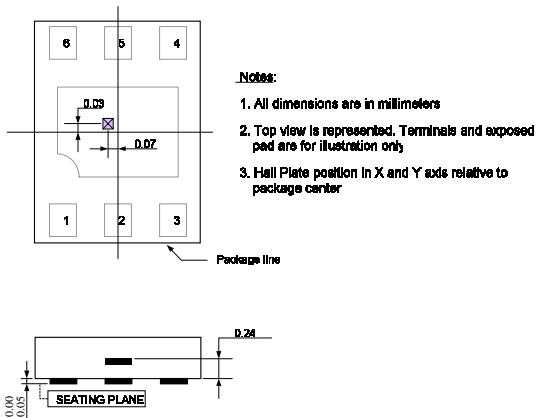 6 5 4
0.03
0.07
1 2 3
Package line
Notes:
1. All dimensions are in millimeters
2. Top view is represented. Terminals and exposed
pad are for illustration only
3. Hall Plate position in X and Y axis relative to
package center
0.24
0.00
0.05
SEATING PLANE